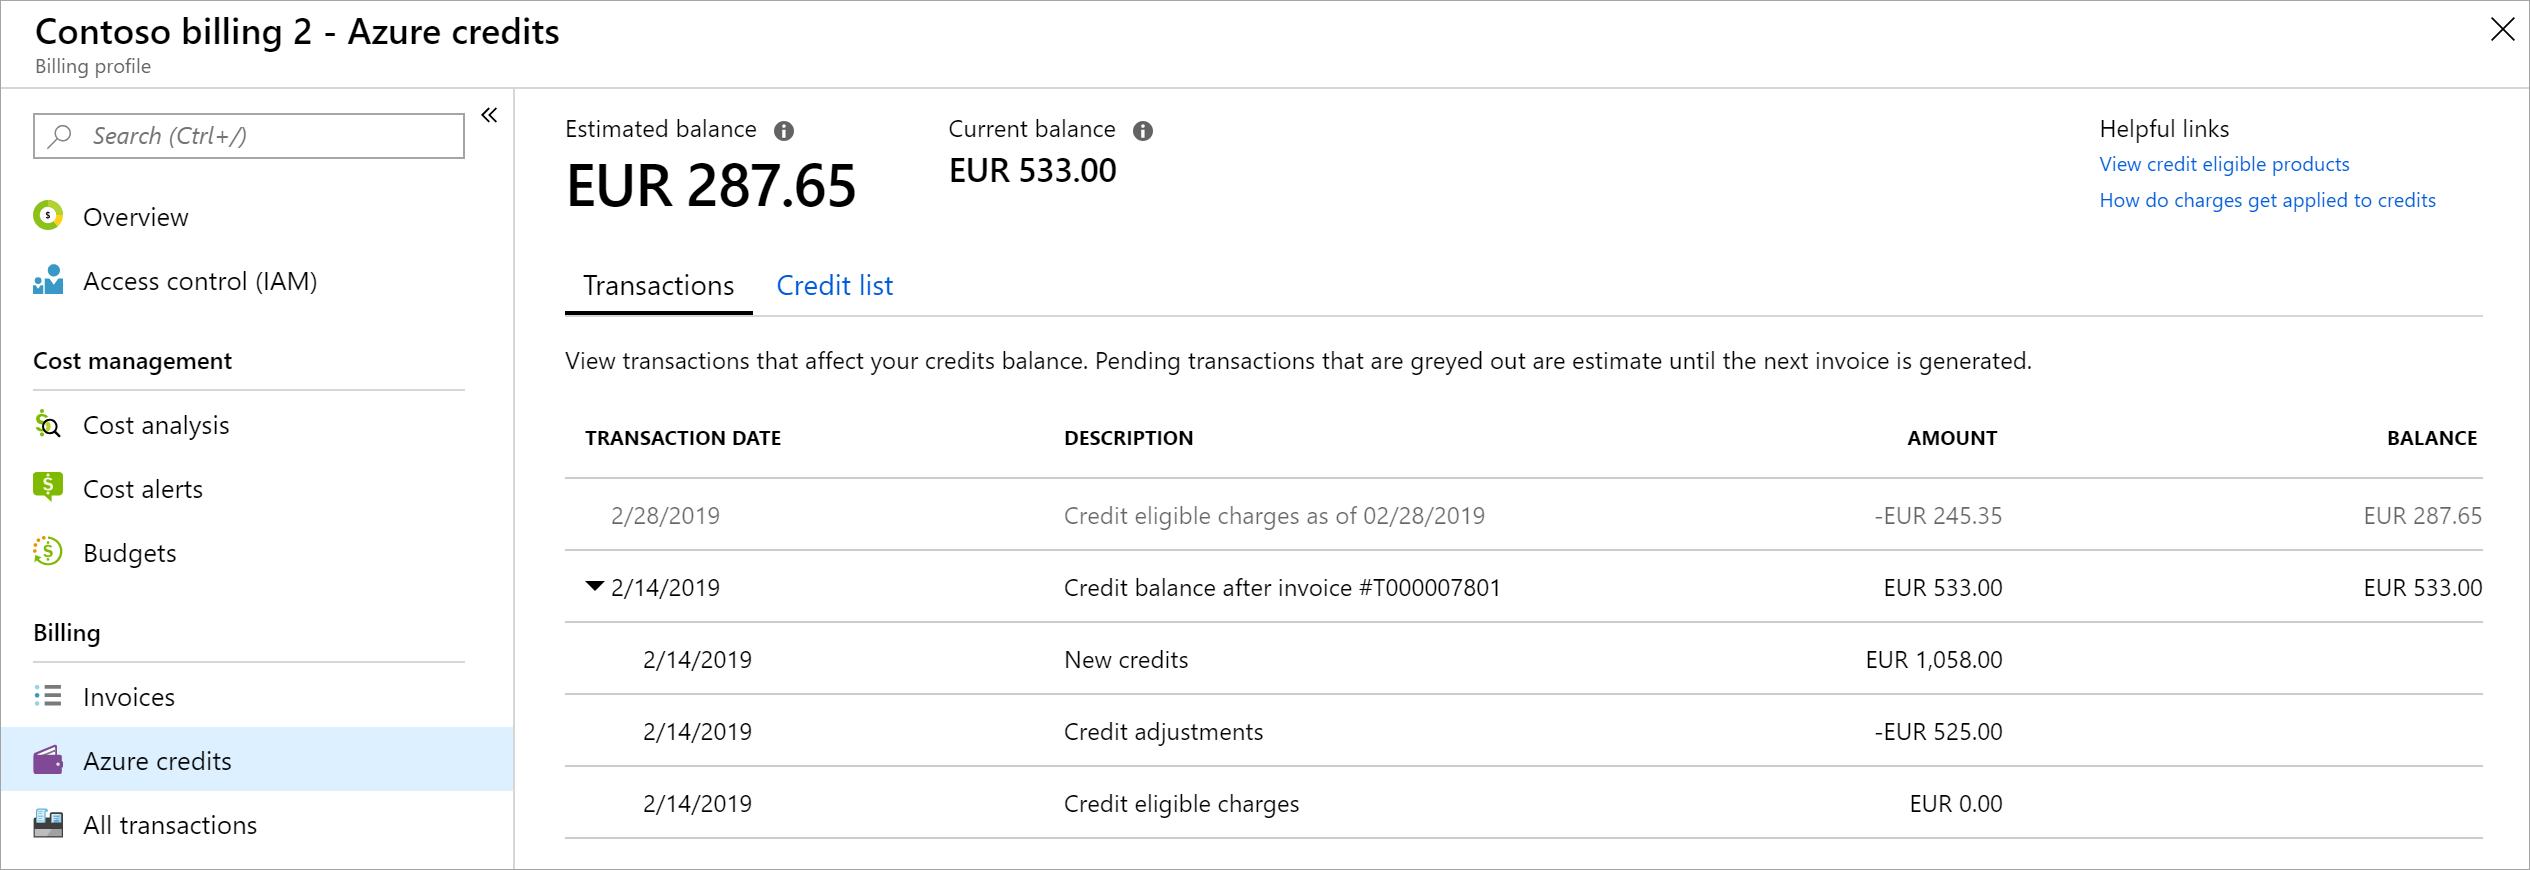 Contoso billing 2 - Azure credits
Billing profile
Search (Ctrl+/)
Overview
Access control (IAM)
Cost management
Cost analysis
Cost alerts
Budgets
Billing
Invoices
Azure credits
All transactions
Estimated balance
EUR 287.65
Current balance
EUR 533.00
Helpful links
View credit eligible products
How do charges get applied to credits
Transactions Credit list
View transactions that affect your credits balance. Pending transactions that are greyed out are estimate until the next invoice is generated.
TRANSACTION DATE DESCRIPTION AMOUNT BALANCE
2/28/2019 Credit eligible charges as of 02/28/2019 -EUR 245.35 EUR 287.65
2/14/2019 Credit balance after invoice #T000007801 EUR 533.00 EUR 533.00
2/14/2019 New credits EUR 1,058.00
2/14/2019 Credit adjustments -EUR 525.00
2/14/2019 Credit eligible charges EUR 0.00